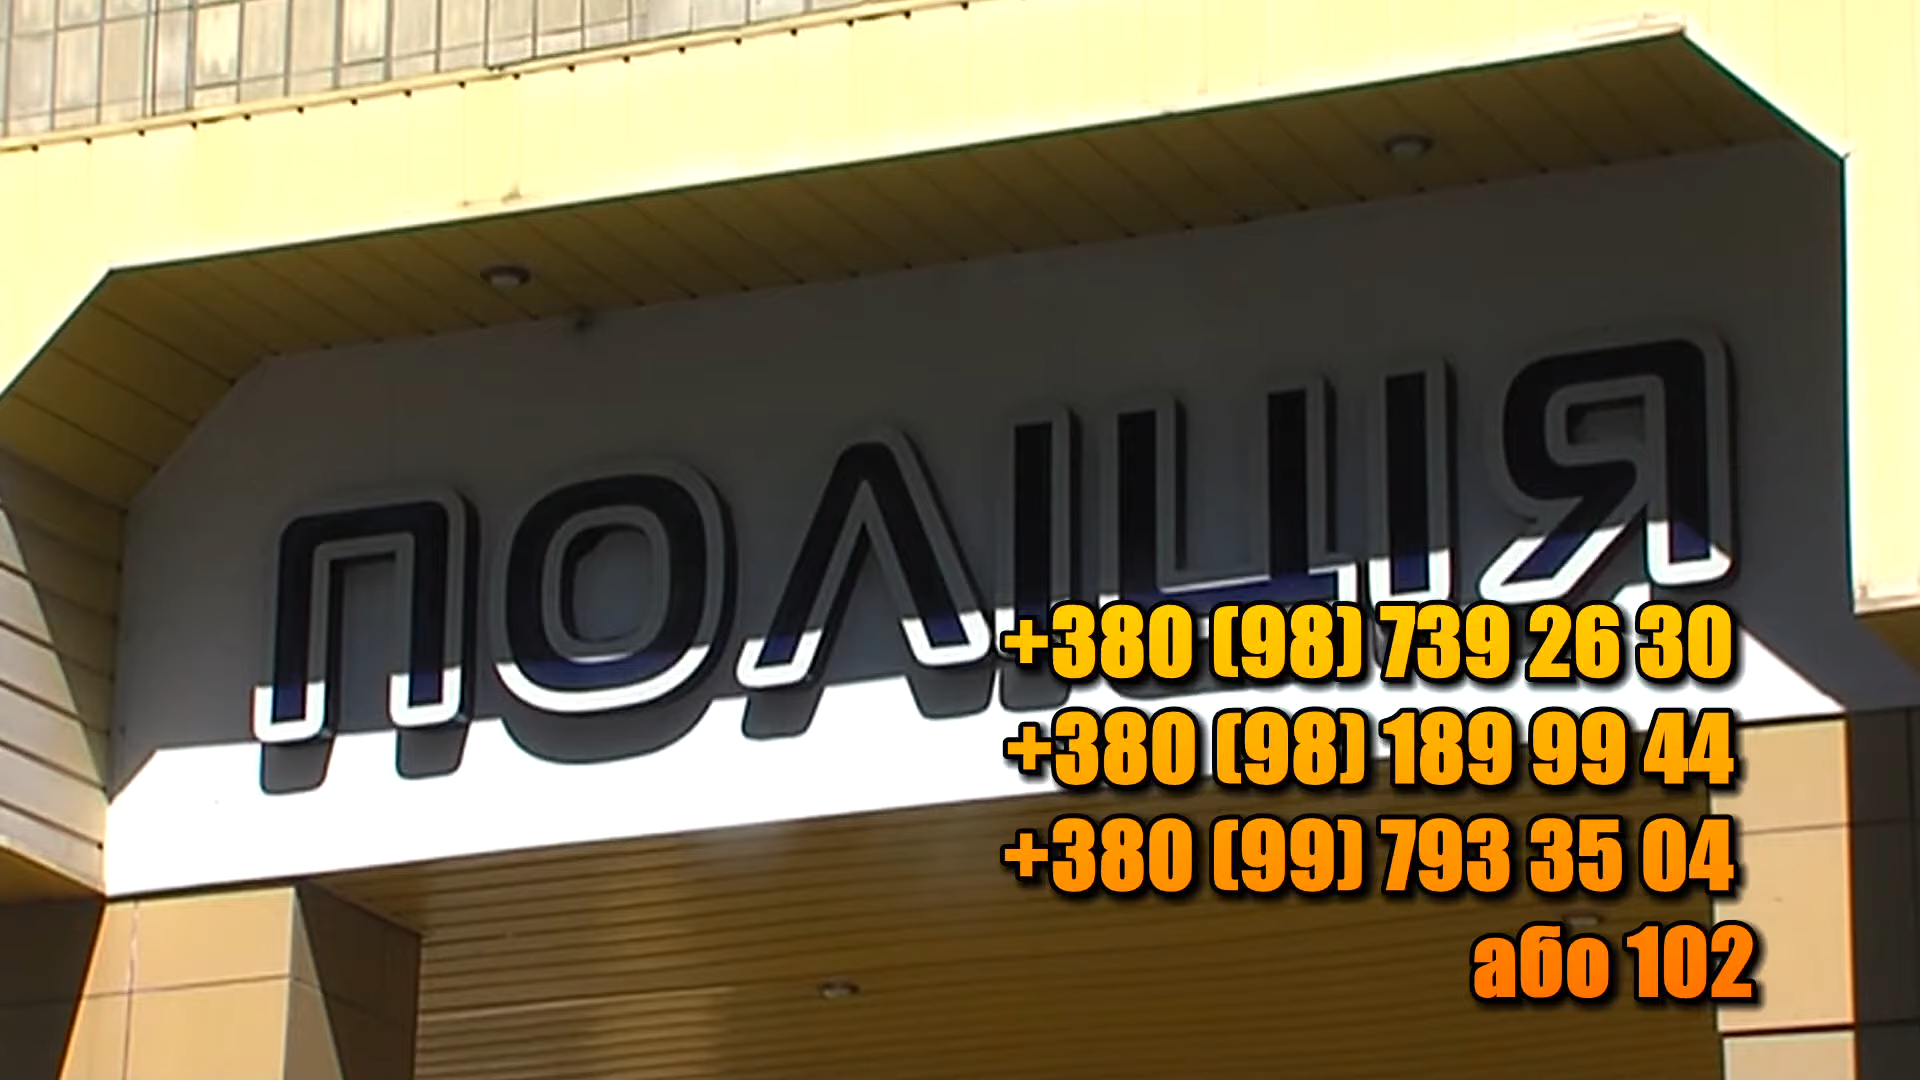 ПОЛІЦІЯ
+380 (98) 739 26 30
+380 (98) 189 99 44
+380 (99) 793 35 04
або 102